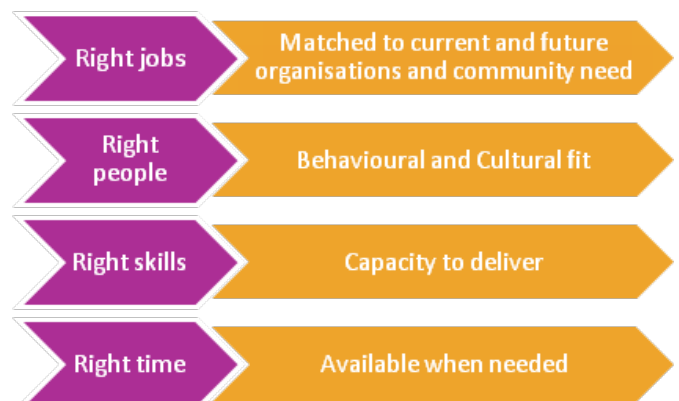 Right jobs
Matched to current and future
organisations and community need
Right
people
Behavioural and Cultural fit
Right skills
Capacity to deliver
Right time
Available when needed